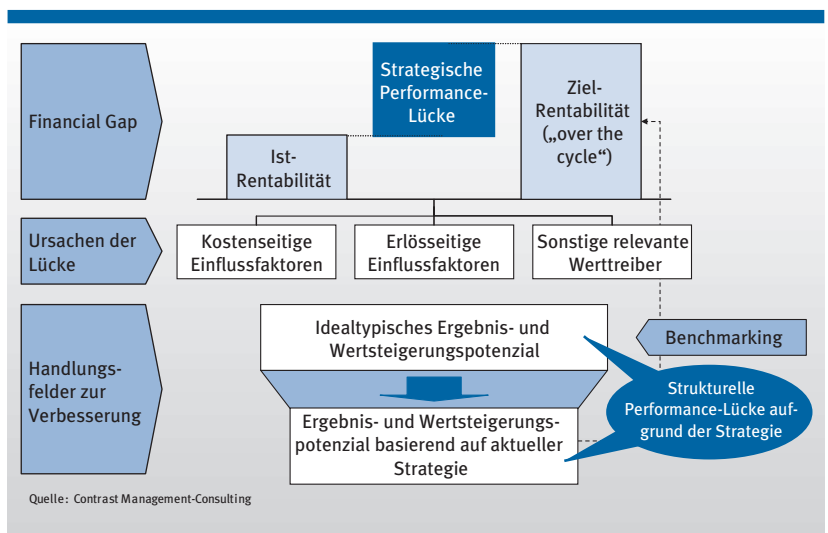 Financial Gap
Ist-
Rentabilität
Strategische
Performance-
Lücke
Ziel-
Rentabilität
(„over the
cycle“)
Ursachen der
Lücke
Kostenseitige
Einflussfaktoren
Erlösseitige
Einflussfaktoren
Sonstige relevante
Werttreiber
Handlungs-
felder zur
Verbesserung
Idealtypisches Ergebnis- und
Wertsteigerungspotenzial
Benchmarking
Strukturelle
Performance-Lücke auf-
grund der Strategie
Ergebnis- und Wertsteigerungs-
potenzial basierend auf aktueller
Strategie
Quelle: Contrast Management-Consulting